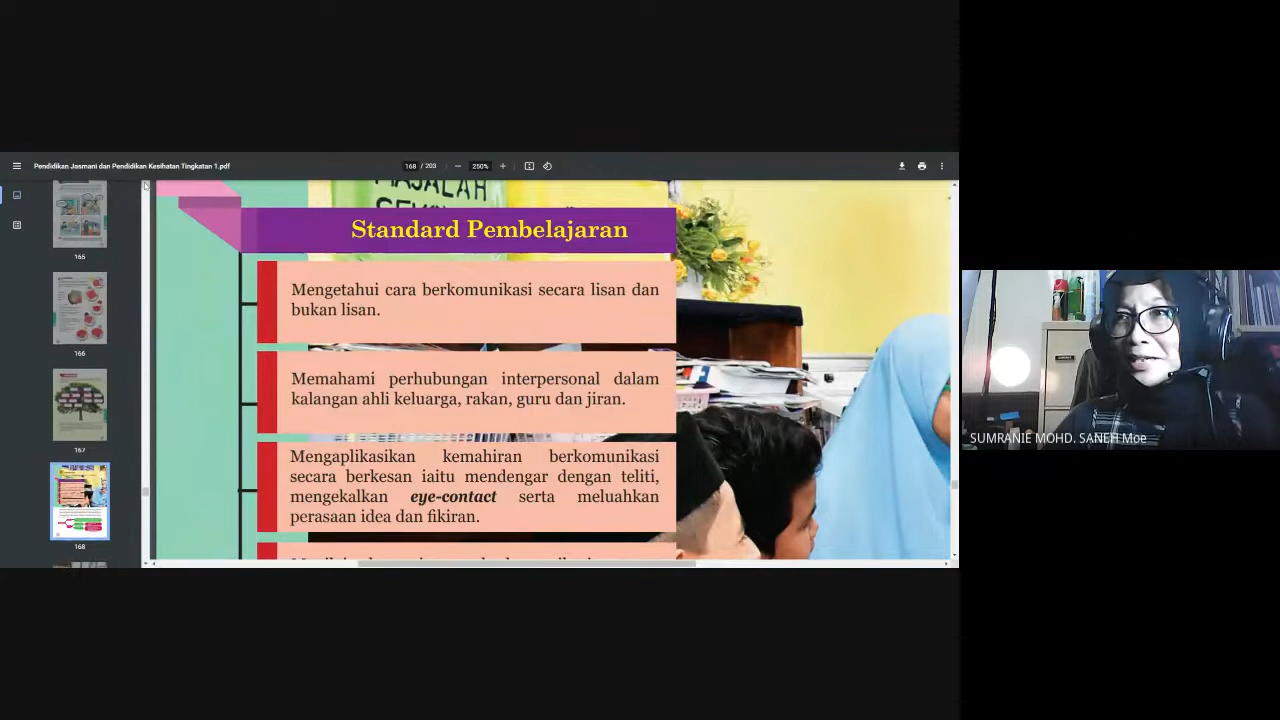 Pendidikan Jasmani dan Pendidikan Kesihatan Tingkatan 1.pdf
168 / 203
250%
MAJALAH
Standard Pembelajaran
Mengetahui cara berkomunikasi secara lisan dan
bukan lisan.
Memahami perhubungan interpersonal dalam
kalangan ahli keluarga, rakan, guru dan jiran.
Mengaplikasikan kemahiran berkomunikasi
secara berkesan iaitu mendengar dengan teliti,
mengekalkan eye-contact serta meluahkan
perasaan idea dan fikiran.
165
166
167
168
SUMRANIE MOHD. SANEH Moe